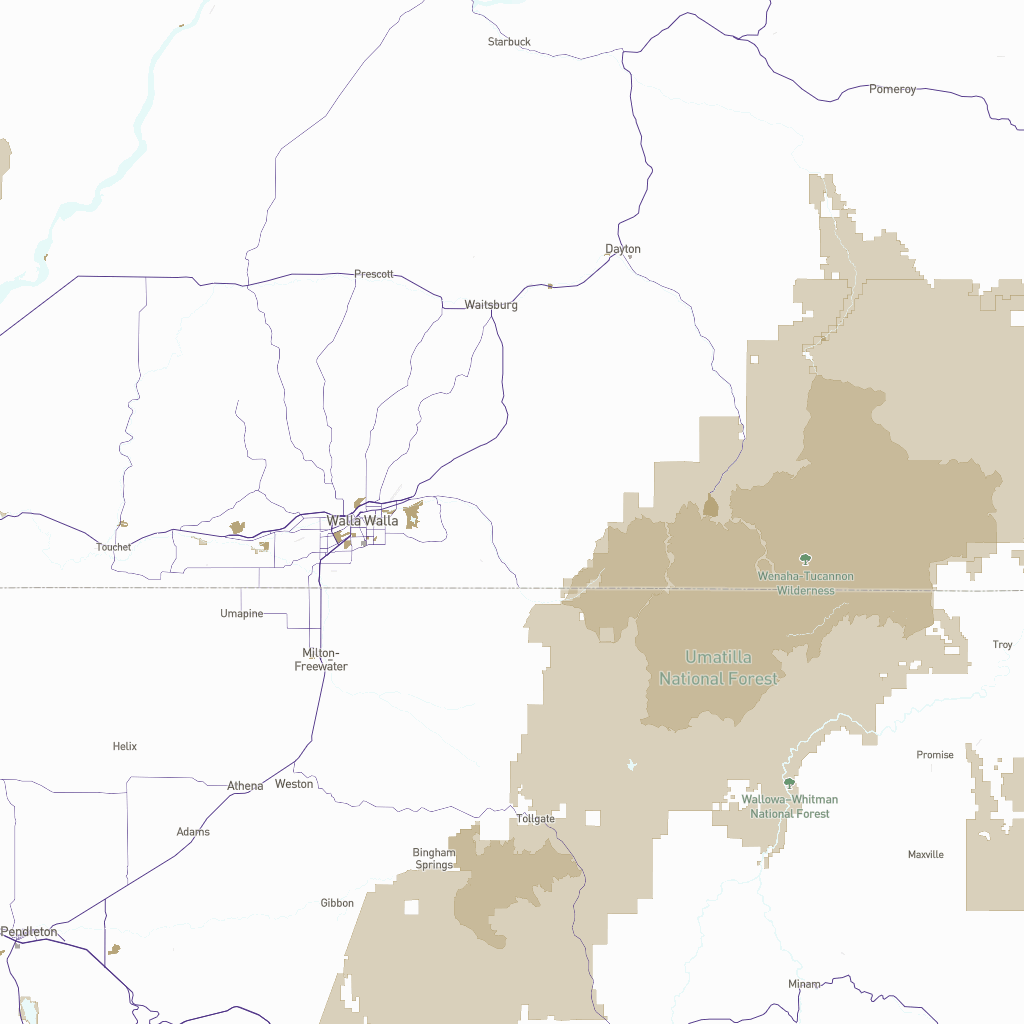 Starbuck
Pomeroy
Dayton
Prescott
Waitsburg
Walla Walla
Touchet
Wenaha-Tucannon
Wilderness
Umapine
Milton-
Freewater
Troy
Umatilla
National Forest
Helix
Promise
Athena
Weston
Wallowa-Whitman
National Forest
Tollgate
Adams
Bingham
Springs
Maxville
Gibbon
Pendleton
Minam